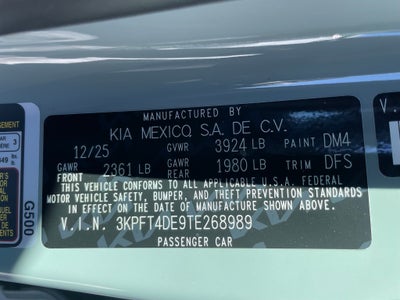 MANUFACTURED BY
KIA MEXICO, S.A. DE C.V.
12/25 GVWR 3924 LB PAINT DM4
GAWR FRONT 2361 LB GAWR REAR 1980 LB TRIM DFS
THIS VEHICLE CONFORMS TO ALL APPLICABLE U.S.A. FEDERAL
MOTOR VEHICLE SAFETY, BUMPER, AND THEFT PREVENTION STANDARDS
IN EFFECT ON THE DATE OF MANUFACTURE SHOWN ABOVE.
V.I.N. 3KPFT4DE9TE268989
PASSENGER CAR
G500
3
V.